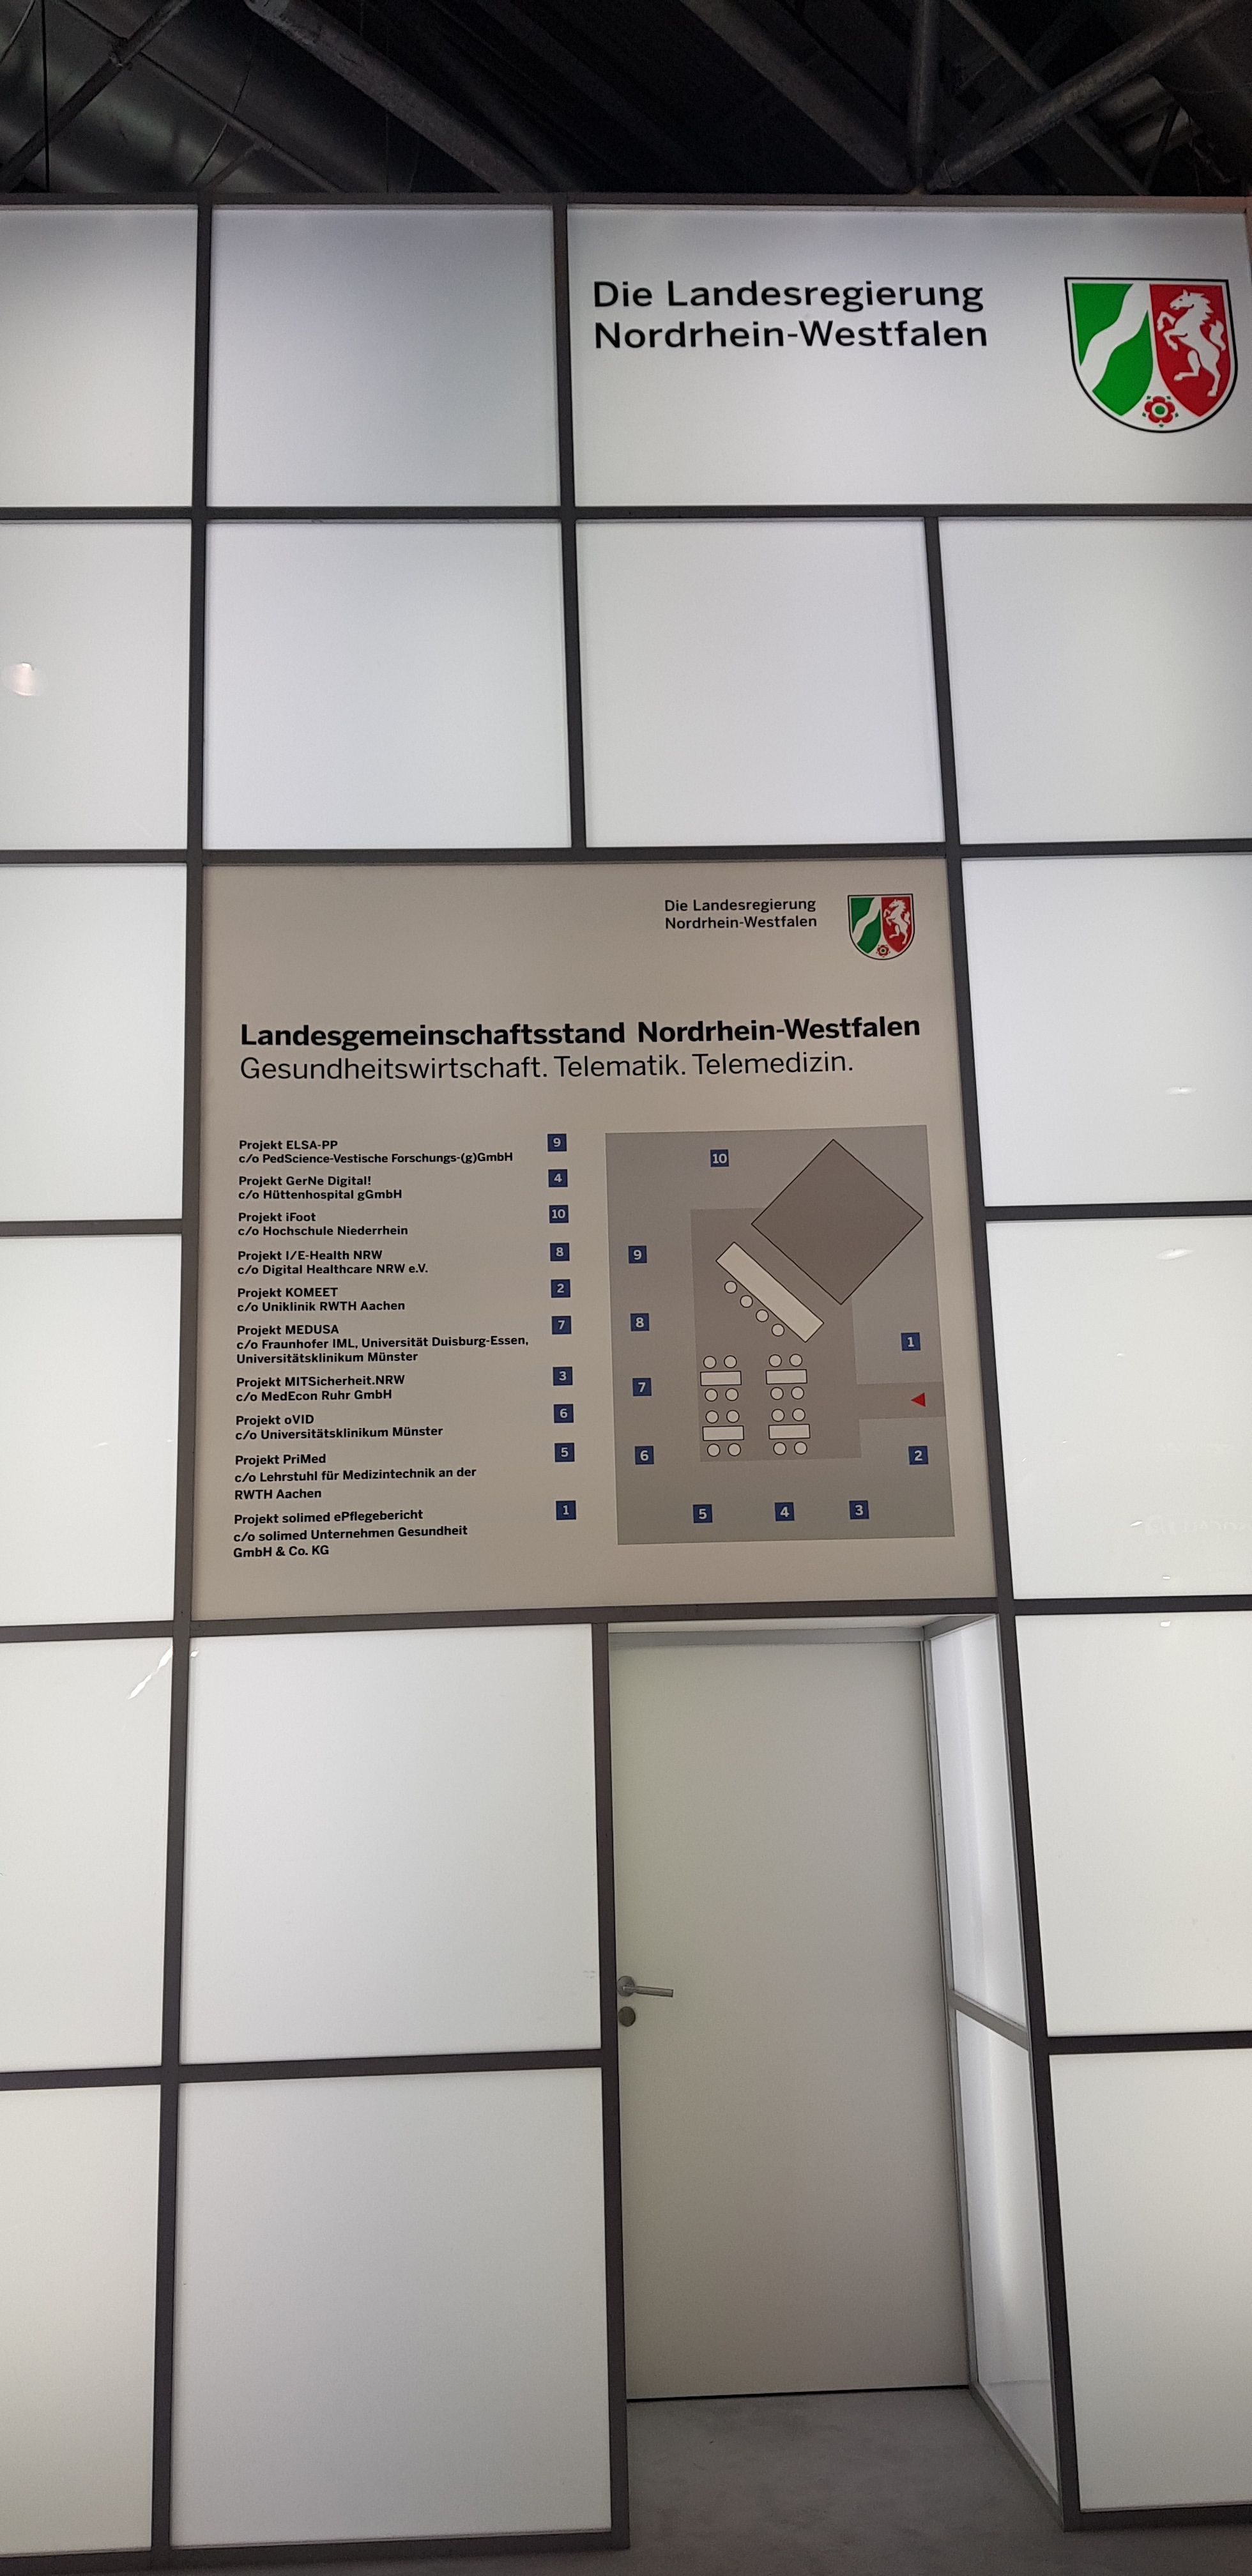 Die Landesregierung
Nordrhein-Westfalen
Die Landesregierung
Nordrhein-Westfalen
Landesgemeinschaftsstand Nordrhein-Westfalen
Gesundheitswirtschaft. Telematik. Telemedizin.
Projekt ELSA-PP 9
c/o PedScience-Vestische Forschungs-(g)GmbH
Projekt GerNe Digital! 4
c/o Hüttenhospital gGmbH
Projekt iFoot 10
c/o Hochschule Niederrhein
Projekt I/E-Health NRW 8
c/o Digital Healthcare NRW e.V.
Projekt KOMEET 2
c/o Uniklinik RWTH Aachen
Projekt MEDUSA 7
c/o Fraunhofer IML, Universität Duisburg-Essen,
Universitätsklinikum Münster
Projekt MITSicherheit.NRW 3
c/o MedEcon Ruhr GmbH
Projekt oVID 6
c/o Universitätsklinikum Münster
Projekt PriMed 5
c/o Lehrstuhl für Medizintechnik an der
RWTH Aachen
Projekt solimed ePflegebericht 1
c/o solimed Unternehmen Gesundheit
GmbH & Co. KG
10
9
8
1
7
6
2
5 4 3